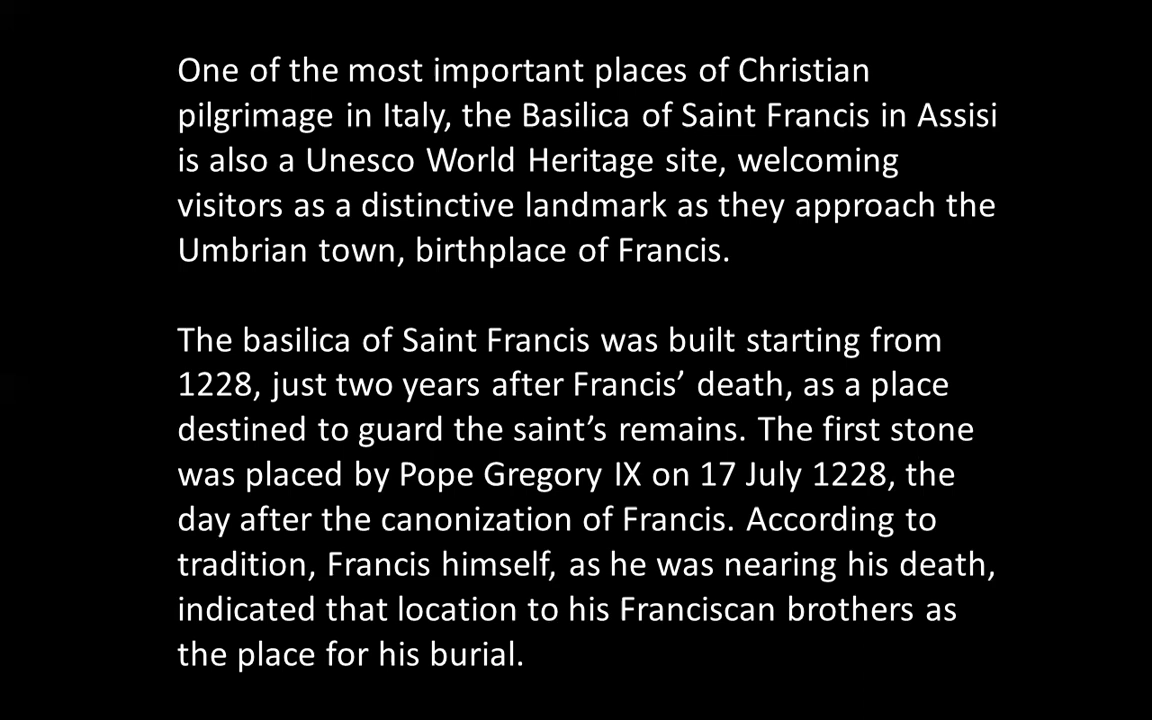 One of the most important places of Christian
pilgrimage in Italy, the Basilica of Saint Francis in Assisi
is also a Unesco World Heritage site, welcoming
visitors as a distinctive landmark as they approach the
Umbrian town, birthplace of Francis.
The basilica of Saint Francis was built starting from
1228, just two years after Francis’ death, as a place
destined to guard the saint’s remains. The first stone
was placed by Pope Gregory IX on 17 July 1228, the
day after the canonization of Francis. According to
tradition, Francis himself, as he was nearing his death,
indicated that location to his Franciscan brothers as
the place for his burial.